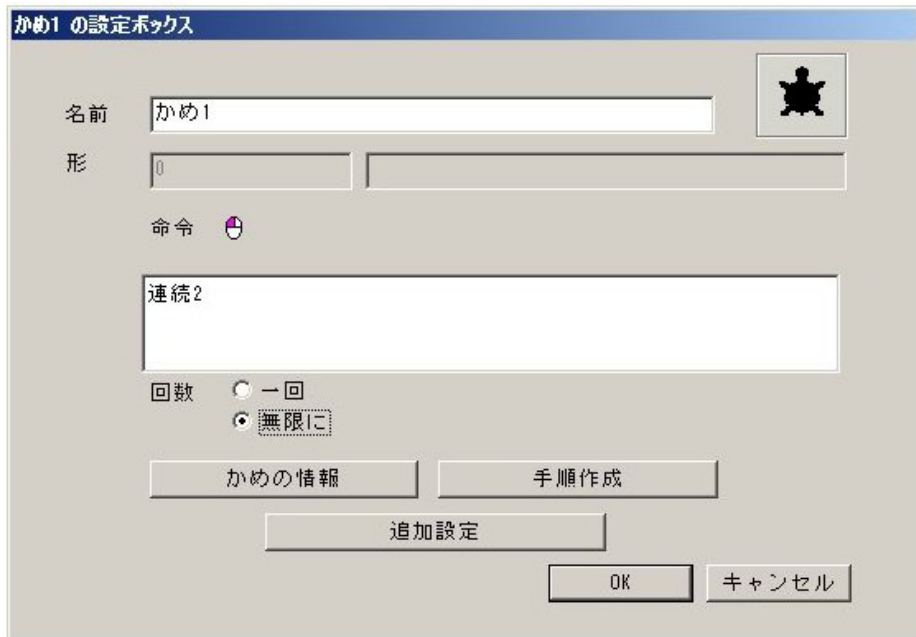 かめ1 の設定ボックス
名前 かめ1
形 0
命令
連続2
回数 一回
無限に
かめの情報 手順作成
追加設定
OK キャンセル